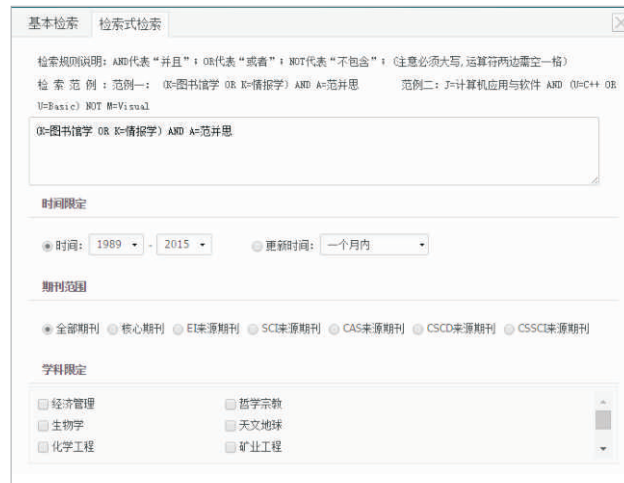 基本检索 检索式检索
检索规则说明：AND代表“并且”；OR代表“或者”；NOT代表“不包含”；（注意必须大写,运算符两边需空一格）
检 索 范 例 ：范例一： （K=图书馆学 OR K=情报学）AND A=范并思 范例二：J=计算机应用与软件 AND (U=C++ OR
U=Basic) NOT M=Visual
(K=图书馆学 OR K=情报学) AND A=范并思
时间限定
时间： 1989 - 2015 更新时间： 一个月内
期刊范围
全部期刊 核心期刊 EI来源期刊 SCI来源期刊 CAS来源期刊 CSCD来源期刊 CSSCI来源期刊
学科限定
经济管理 哲学宗教
生物学 天文地球
化学工程 矿业工程